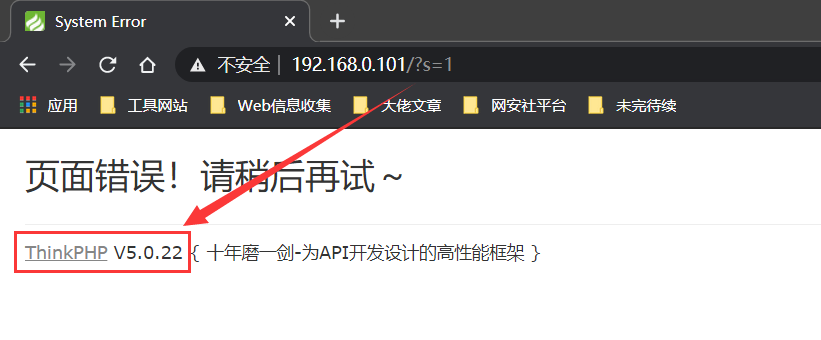 System Error
不安全 | 192.168.0.101/?s=1
应用 工具网站 Web信息收集 大佬文章 网安社平台 未完待续
页面错误！请稍后再试～
ThinkPHP V5.0.22 { 十年磨一剑-为API开发设计的高性能框架 }